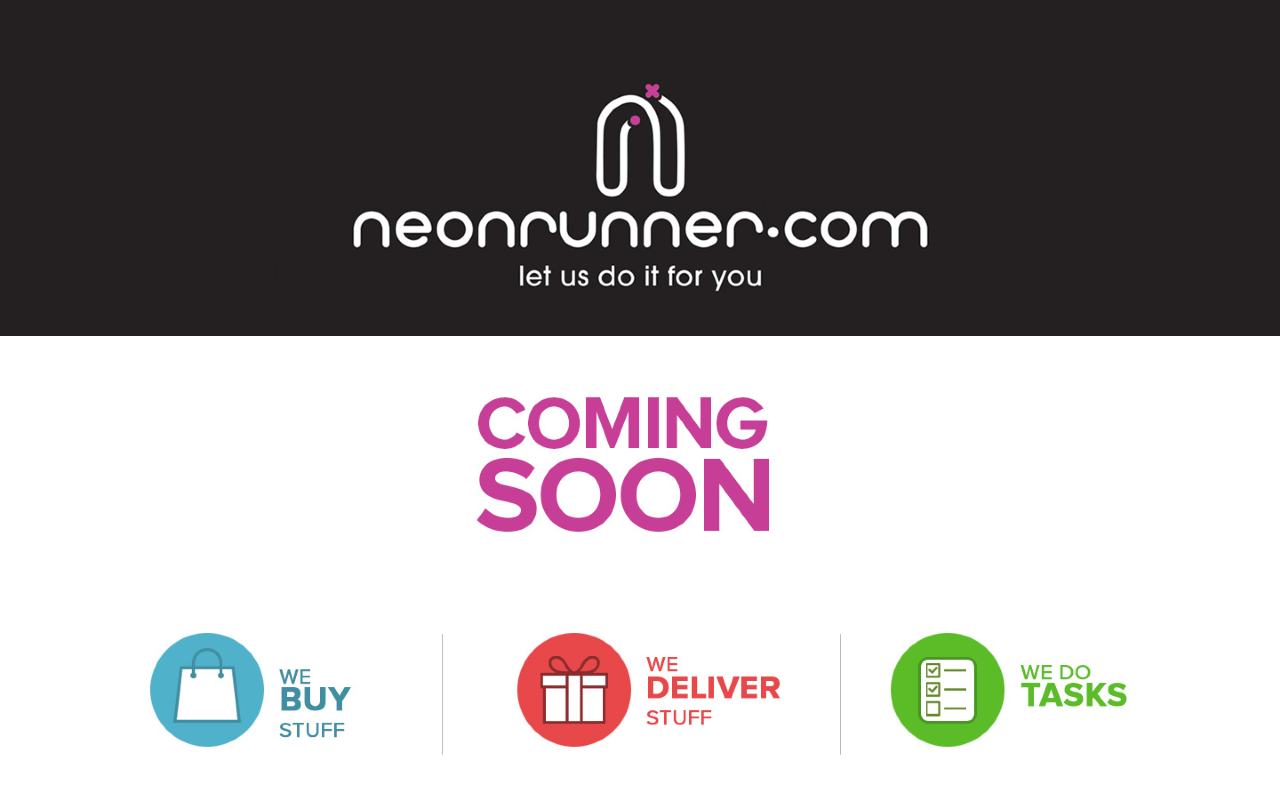 neonrunner.com
let us do it for you
COMING
SOON
WE
BUY
STUFF
WE
DELIVER
STUFF
WE DO
TASKS